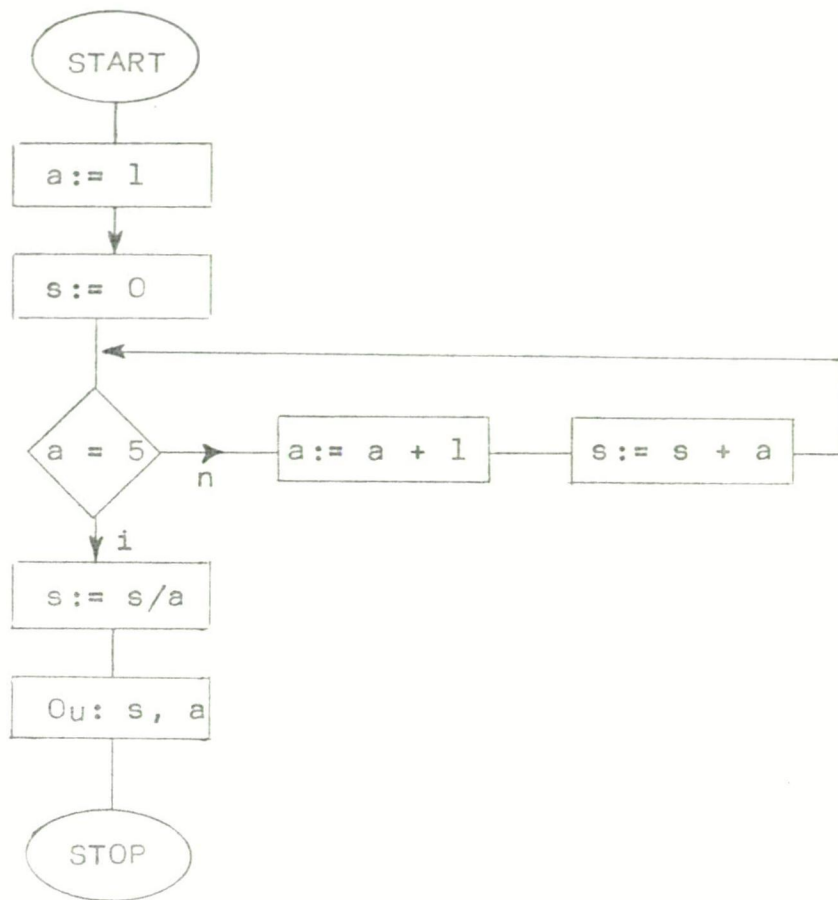 START
a:= 1
s:= 0
a = 5
n
a:= a + 1
s:= s + a
i
s:= s/a
Ou: s, a
STOP